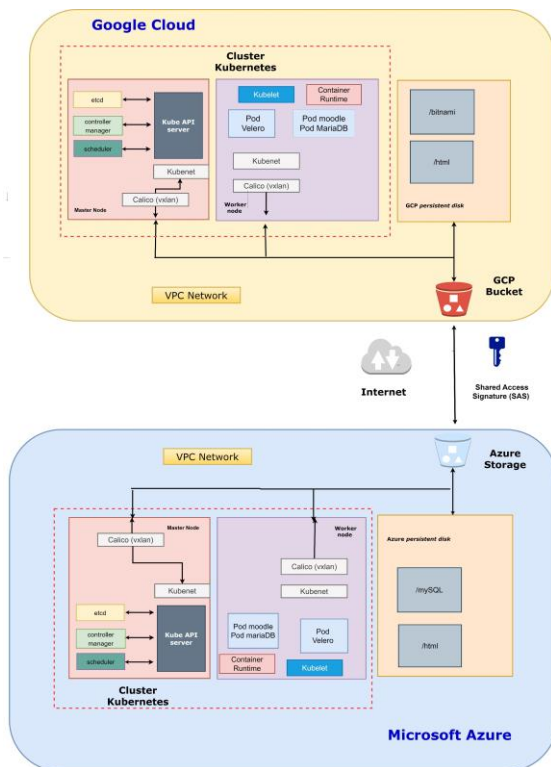 Google Cloud
Cluster
Kubernetes
etcd
controller
manager
scheduler
Kube API
server
Kubenet
Calico (vxlan)
Master Node
Kubelet
Container
Runtime
Pod
Velero
Pod moodle
Pod MariaDB
Kubenet
Calico (vxlan)
Worker
node
/bitnami
/html
GCP persistent disk
VPC Network
GCP
Bucket
Internet
Shared Access
Signature (SAS)
VPC Network
Azure
Storage
Master Node
Calico (vxlan)
Kubenet
etcd
controller
manager
scheduler
Kube API
server
Worker
node
Calico (vxlan)
Kubenet
Pod moodle
Pod mariaDB
Pod
Velero
Container
Runtime
Kubelet
Azure persistent disk
/mySQL
/html
Cluster
Kubernetes
Microsoft Azure